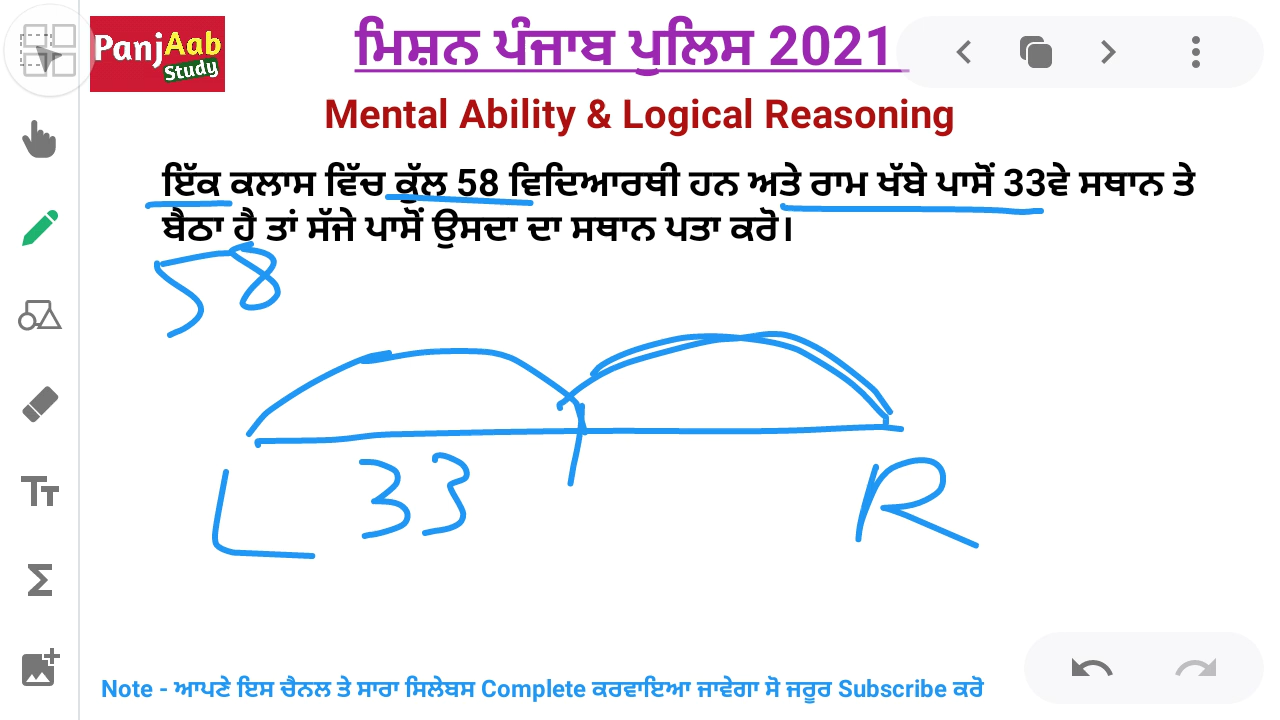 PanjAab
Study
ਮਿਸ਼ਨ ਪੰਜਾਬ ਪੁਲਿਸ 2021
Mental Ability & Logical Reasoning
ਇੱਕ ਕਲਾਸ ਵਿੱਚ ਕੁੱਲ 58 ਵਿਦਿਆਰਥੀ ਹਨ ਅਤੇ ਰਾਮ ਖੱਬੇ ਪਾਸੋਂ 33ਵੇ ਸਥਾਨ ਤੇ
ਬੈਠਾ ਹੈ ਤਾਂ ਸੱਜੇ ਪਾਸੋਂ ਉਸਦਾ ਦਾ ਸਥਾਨ ਪਤਾ ਕਰੋ।
58
L 33 R
Note - ਆਪਣੇ ਇਸ ਚੈਨਲ ਤੇ ਸਾਰਾ ਸਿਲੇਬਸ Complete ਕਰਵਾਇਆ ਜਾਵੇਗਾ ਸੋ ਜਰੂਰ Subscribe ਕਰੋ